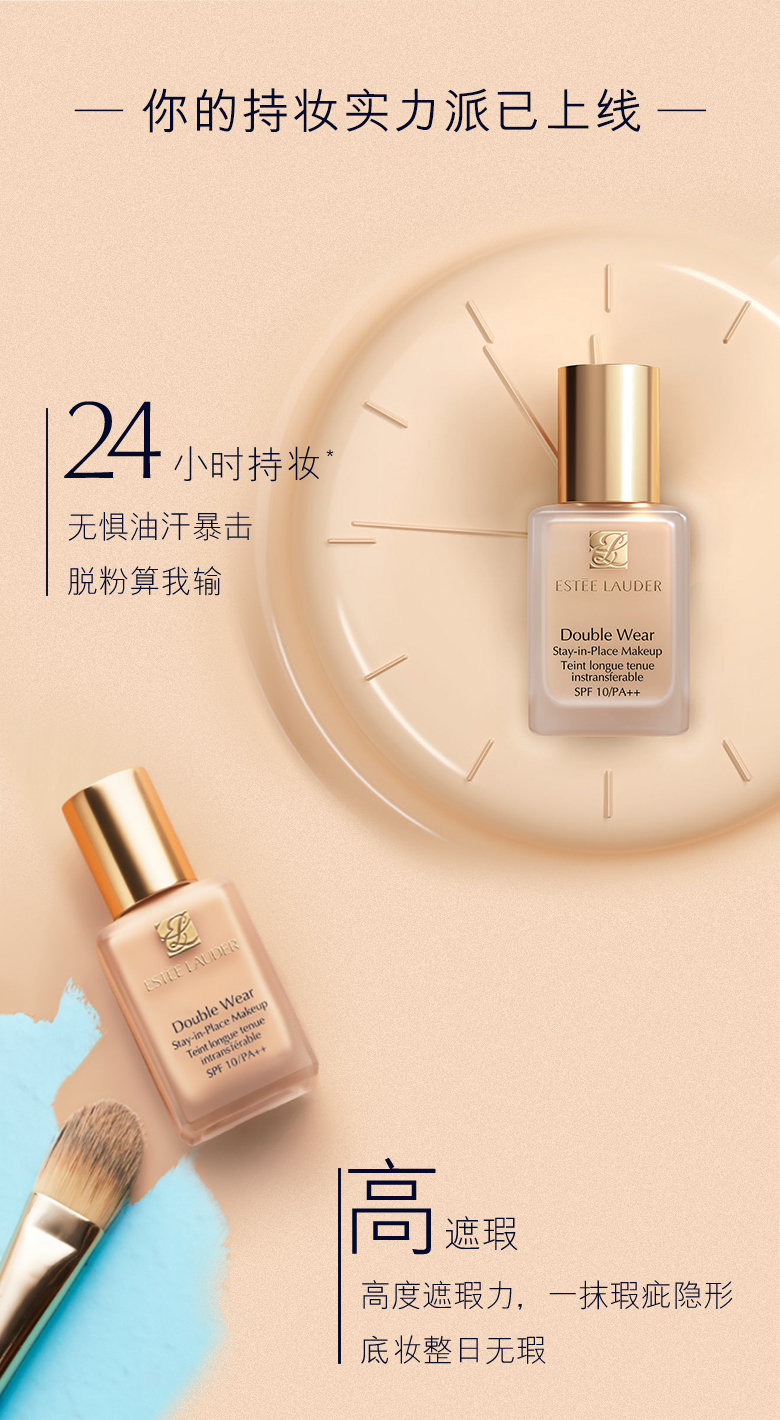 你的持妆实力派已上线
24小时持妆*
无惧油汗暴击
脱粉算我输
ESTĒE LAUDER
Double Wear
Stay-in-Place Makeup
Teint longue tenue
instransferable
SPF 10/PA++
ESTĒE LAUDER
Double Wear
Stay-in-Place Makeup
Teint longue tenue
intransférable
SPF 10/PA++
高遮瑕
高度遮瑕力，一抹瑕疵隐形
底妆整日无瑕